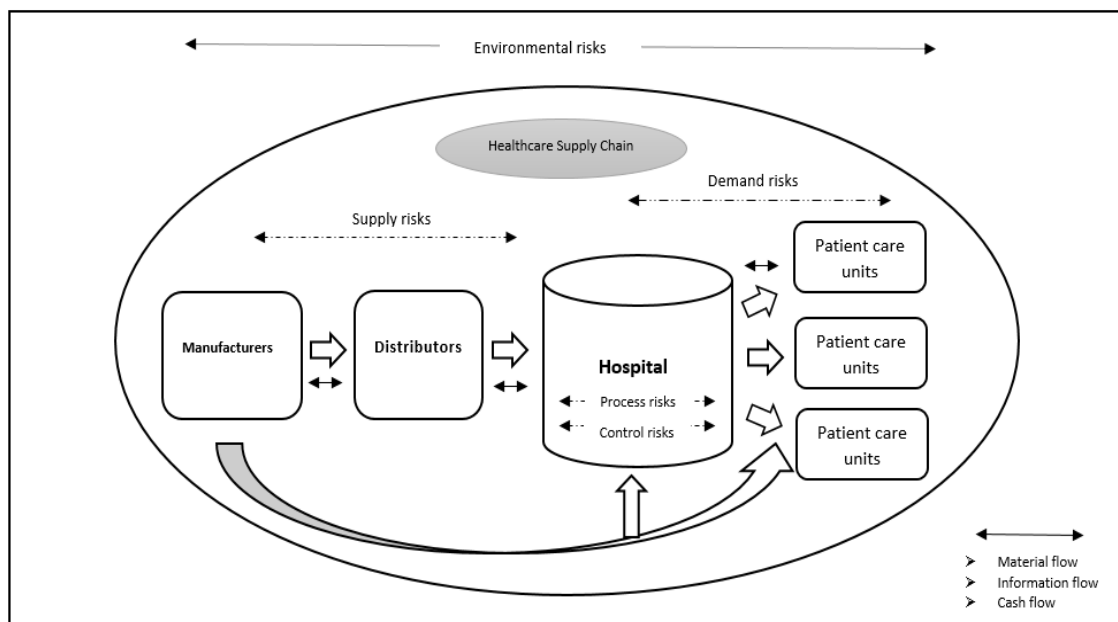 Environmental risks
Healthcare Supply Chain
Demand risks
Supply risks
Patient care
units
Manufacturers
Distributors
Hospital
Process risks
Control risks
Patient care
units
Patient care
units
Material flow
Information flow
Cash flow